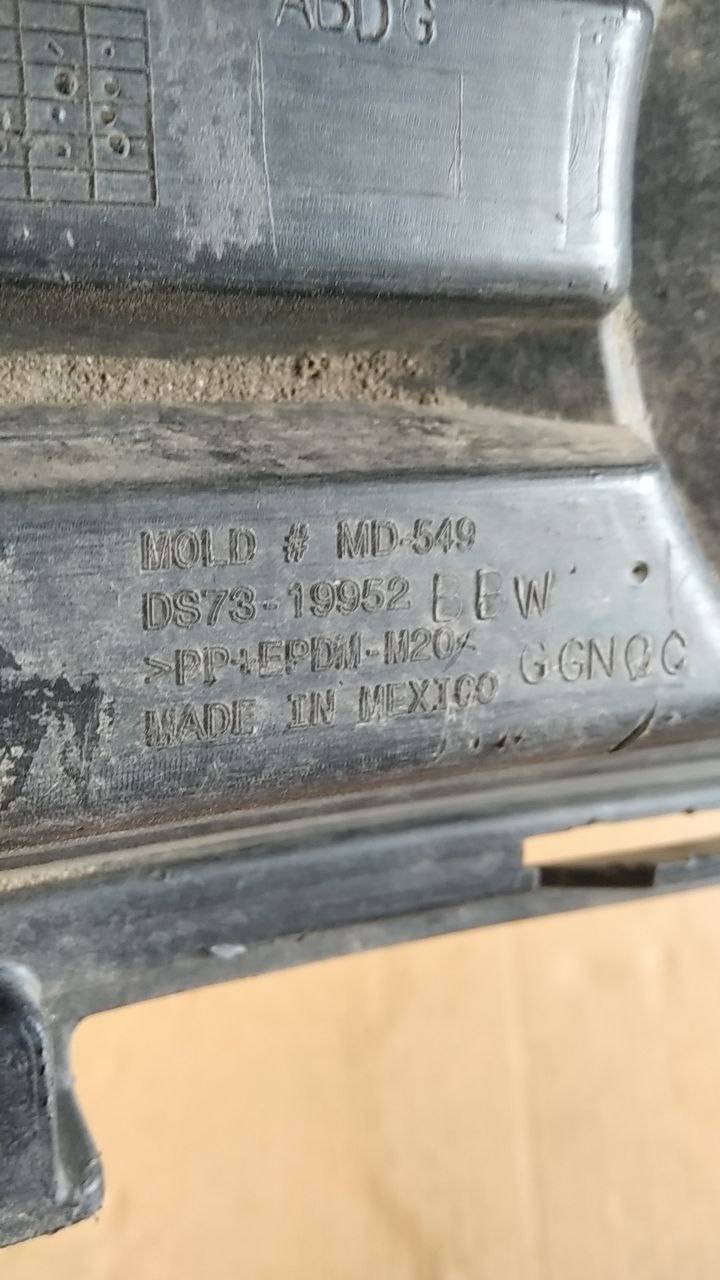 ABDG
MOLD # MD-549
DS73-19952 BBW
>PP+EPDM-M20<
GGNQC
MADE IN MEXICO